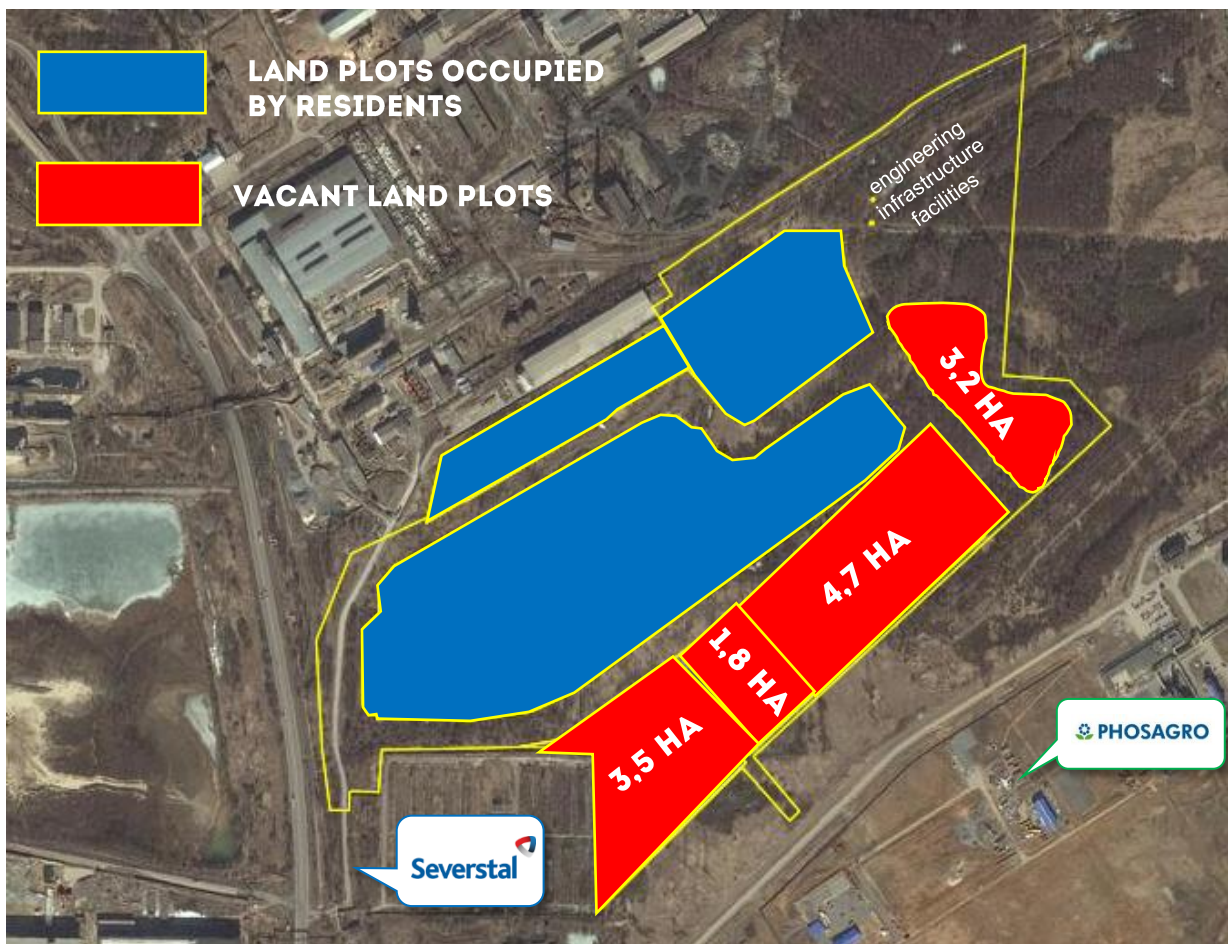 LAND PLOTS OCCUPIED
BY RESIDENTS
VACANT LAND PLOTS
engineering
infrastructure
facilities
3,2 HA
4,7 HA
1,8 HA
3,5 HA
PHOSAGRO
Severstal